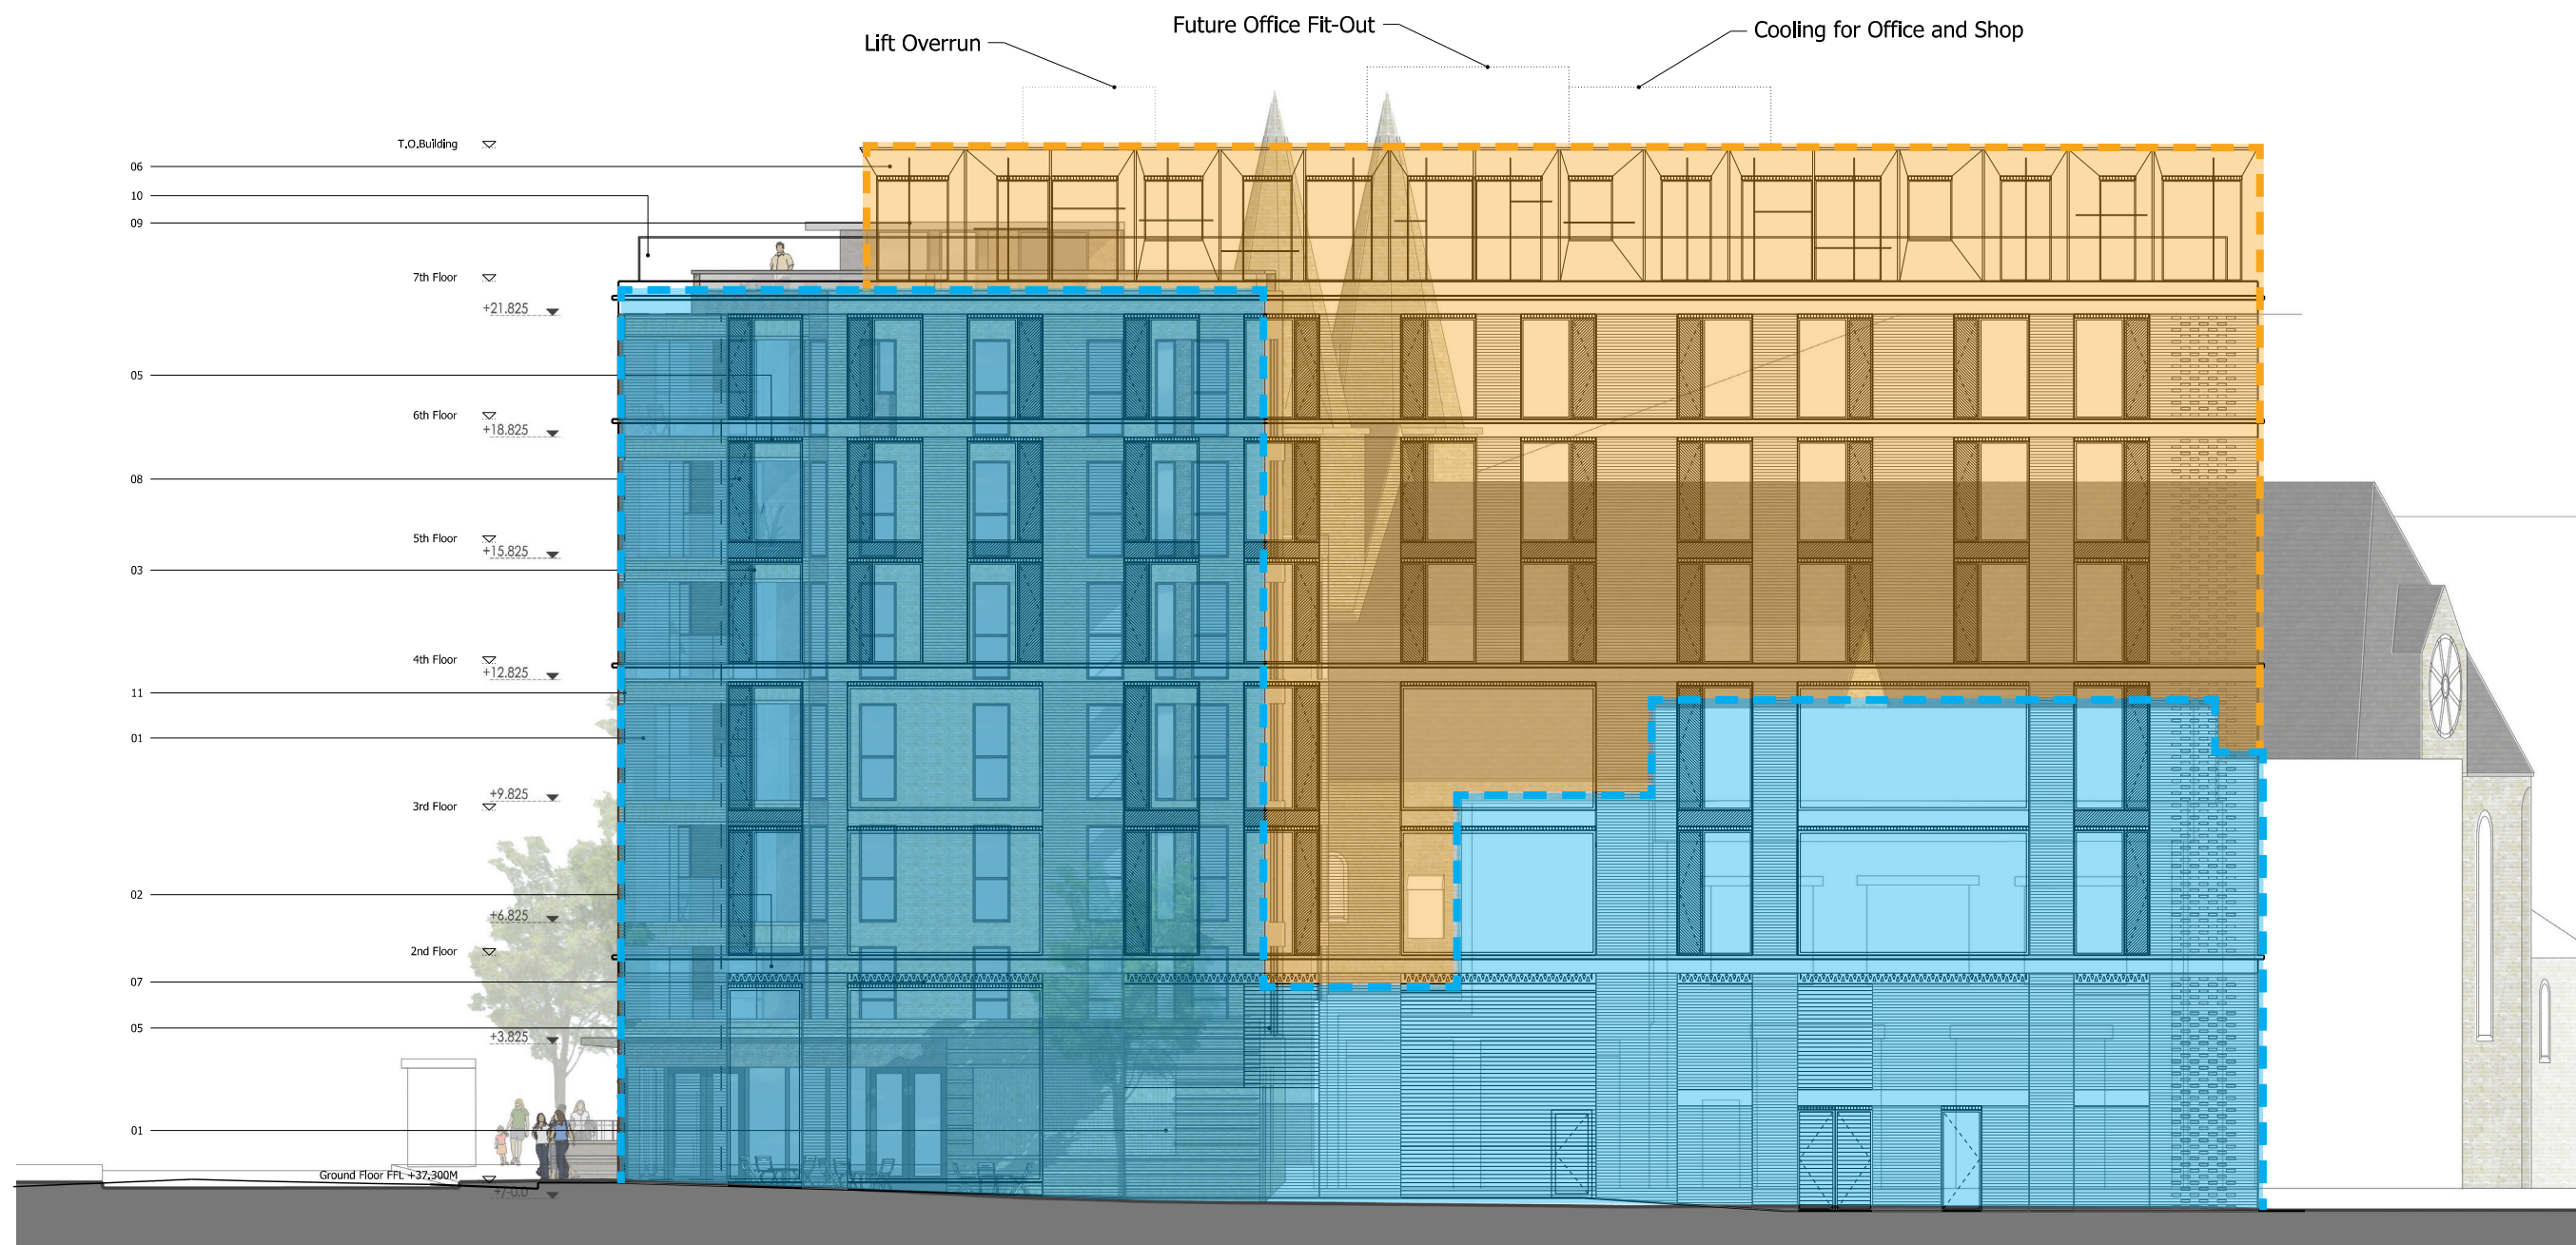 Future Office Fit-Out
Cooling for Office and Shop
Lift Overrun
T.O.Building
06
10
09
7th Floor
+21.825
05
6th Floor
+18.825
08
5th Floor
+15.825
03
4th Floor
+12.825
11
01
+9.825
3rd Floor
02
+6.825
2nd Floor
07
05
+3.825
01
Ground Floor FFL +37.300M
+/-0.0